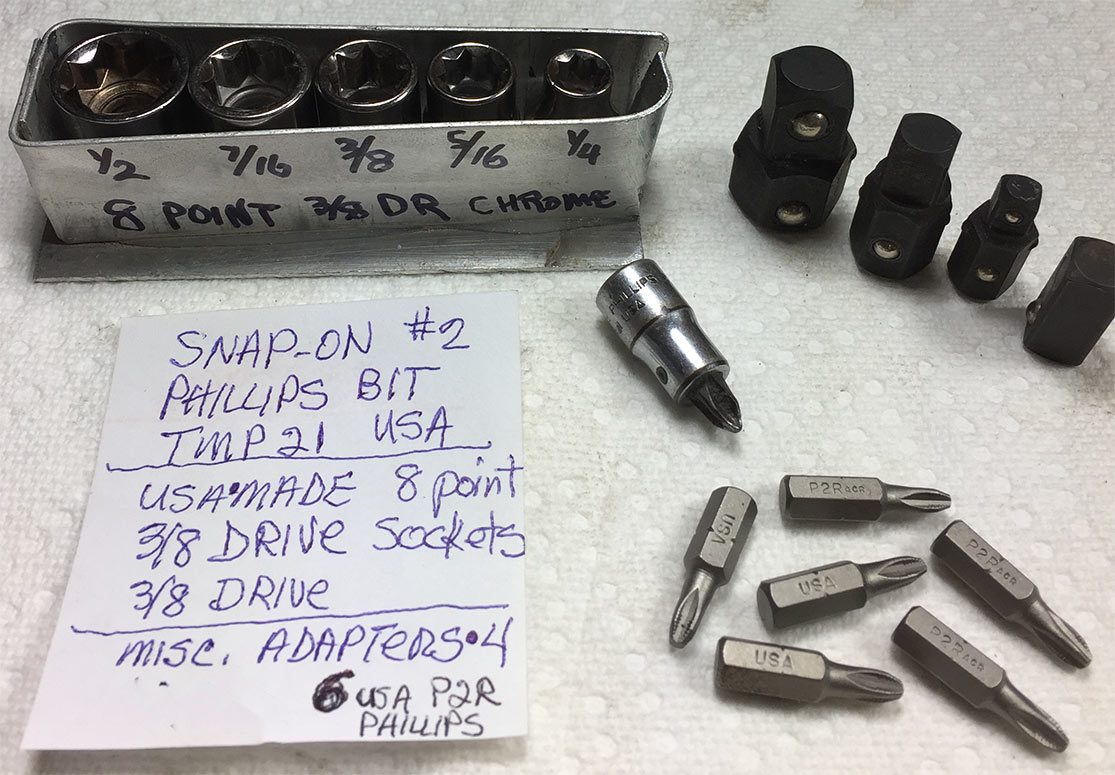 1/2 7/16 3/8 5/16 1/4
8 POINT 3/8 DR CHROME
PHILLIPS
USA
SNAP-ON #2
PHILLIPS BIT
TMP21 USA
USA•MADE 8 point
3/8 DRIVE Sockets
3/8 DRIVE
MISC. ADAPTERS•4
6 USA P2R
PHILLIPS
P2R ACR
USA
USA
P2R ACR
P2R ACR
USA